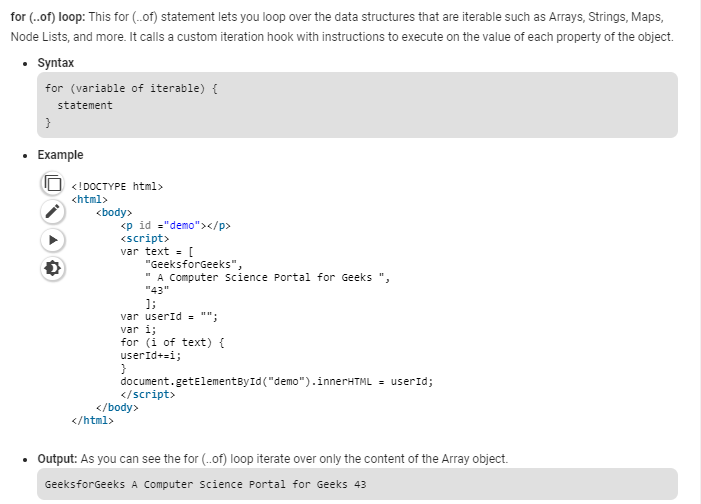 for (..of) loop: This for (..of) statement lets you loop over the data structures that are iterable such as Arrays, Strings, Maps,
Node Lists, and more. It calls a custom iteration hook with instructions to execute on the value of each property of the object.
• Syntax
for (variable of iterable) {
  statement
}
• Example
<!DOCTYPE html>
<html>
    <body>
        <p id ="demo"></p>
        <script>
        var text = [
            "GeeksforGeeks",
            " A Computer Science Portal for Geeks ",
            "43"
            ];
        var userId = "";
        var i;
        for (i of text) {
        userId+=i;
        }
        document.getElementById("demo").innerHTML = userId;
        </script>
    </body>
</html>
• Output: As you can see the for (..of) loop iterate over only the content of the Array object.
GeeksforGeeks A Computer Science Portal for Geeks 43